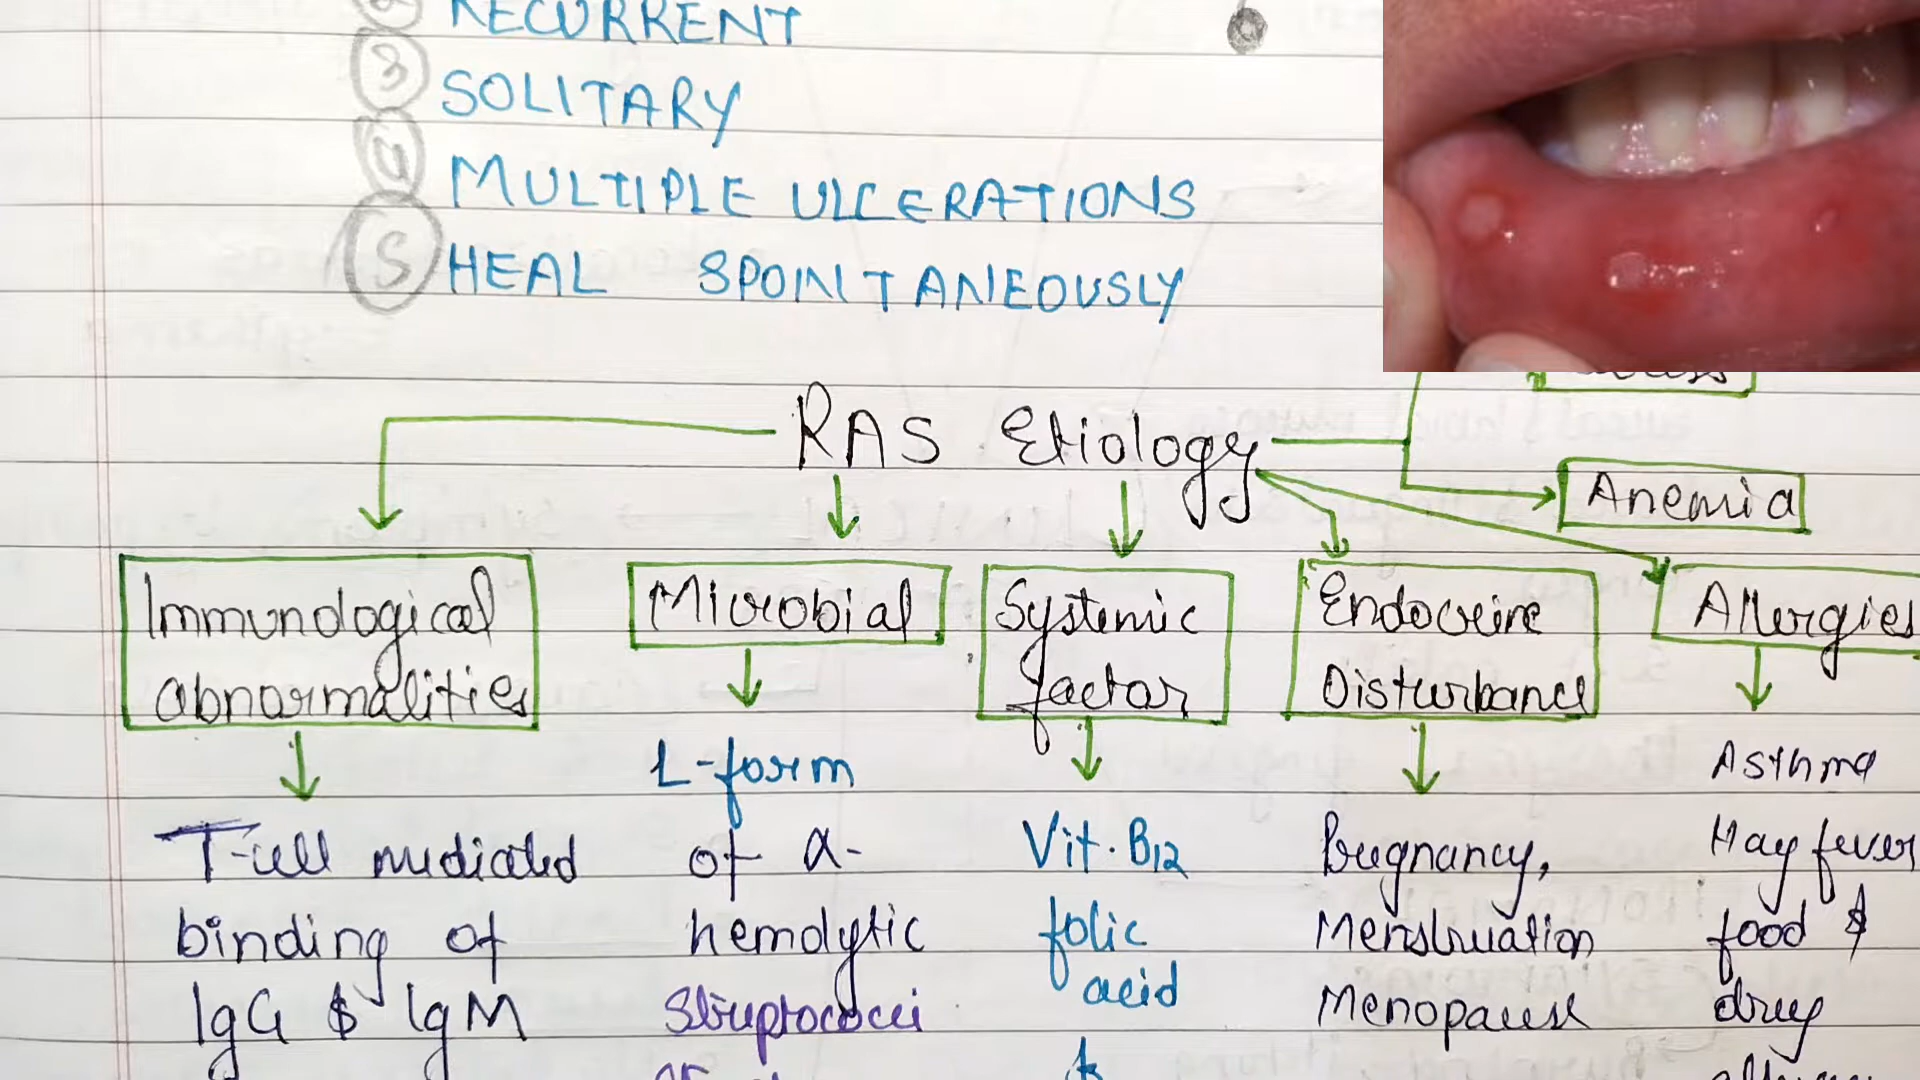 2 RECURRENT
3 SOLITARY
4 MULTIPLE ULCERATIONS
5 HEAL SPONTANEOUSLY
RAS Etiology
Anemia
Immunological
abnormalities
T-cell mediated
binding of
IgG & IgM
Microbial
L-form
of α-
hemolytic
Streptococci
Systemic
factor
Vit. B12
folic
acid
&
Endocrine
Disturbance
Pregnancy,
Menstruation
Menopause
Allergies
Asthma
Hay fever
food &
drug